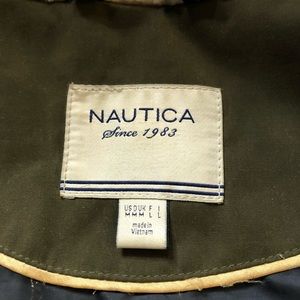 NAUTICA
Since 1983
US D UK F I
M M M L L
made in
Vietnam